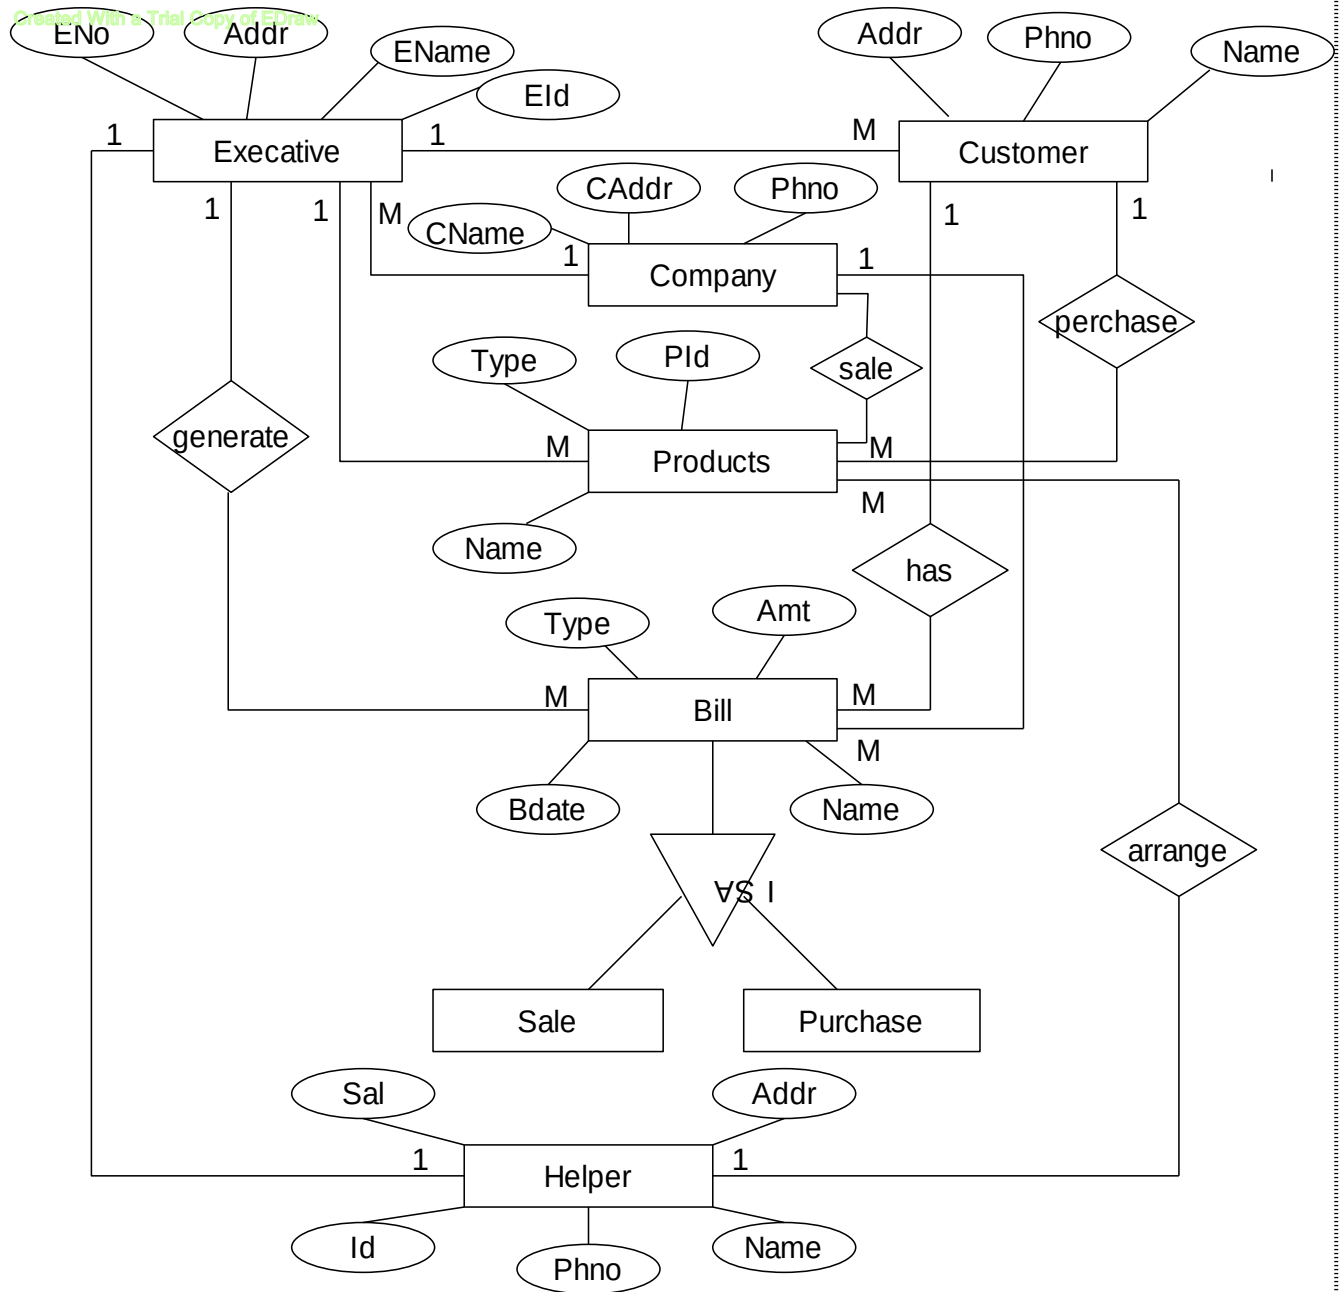 Created With a Trial Copy of EDraw
ENo
Addr
EName
EId
Addr
Phno
Name
1
Execative
1
M
Customer
1
1
M
CName
CAddr
Phno
1
1
1
Company
1
perchase
Type
PId
sale
generate
M
Products
M
M
Name
has
Type
Amt
M
Bill
M
M
Bdate
Name
arrange
I SA
Sale
Purchase
Sal
Addr
1
Helper
1
Id
Phno
Name